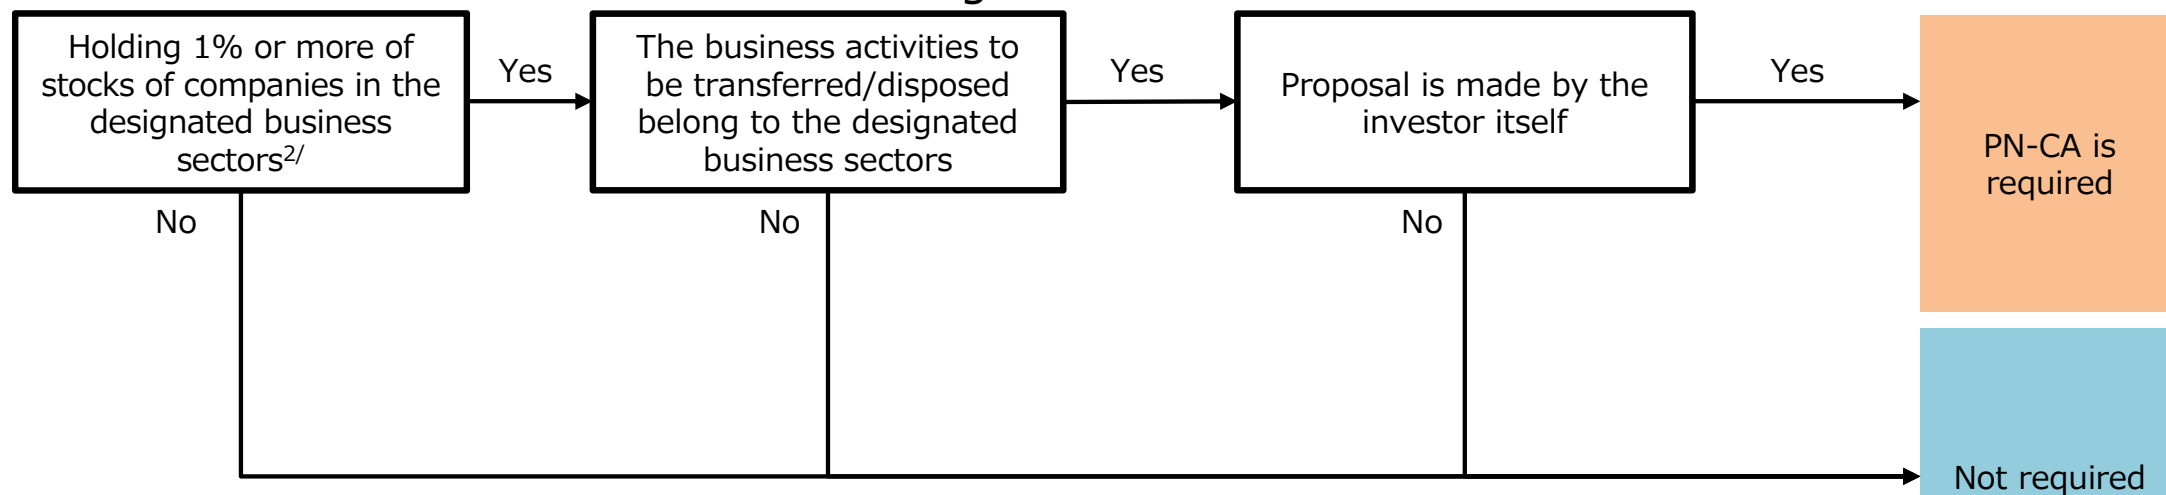 Holding 1% or more of
stocks of companies in the
designated business
sectors2/
Yes
The business activities to
be transferred/disposed
belong to the designated
business sectors
Yes
Proposal is made by the
investor itself
Yes
PN-CA is
required
No
No
No
Not required